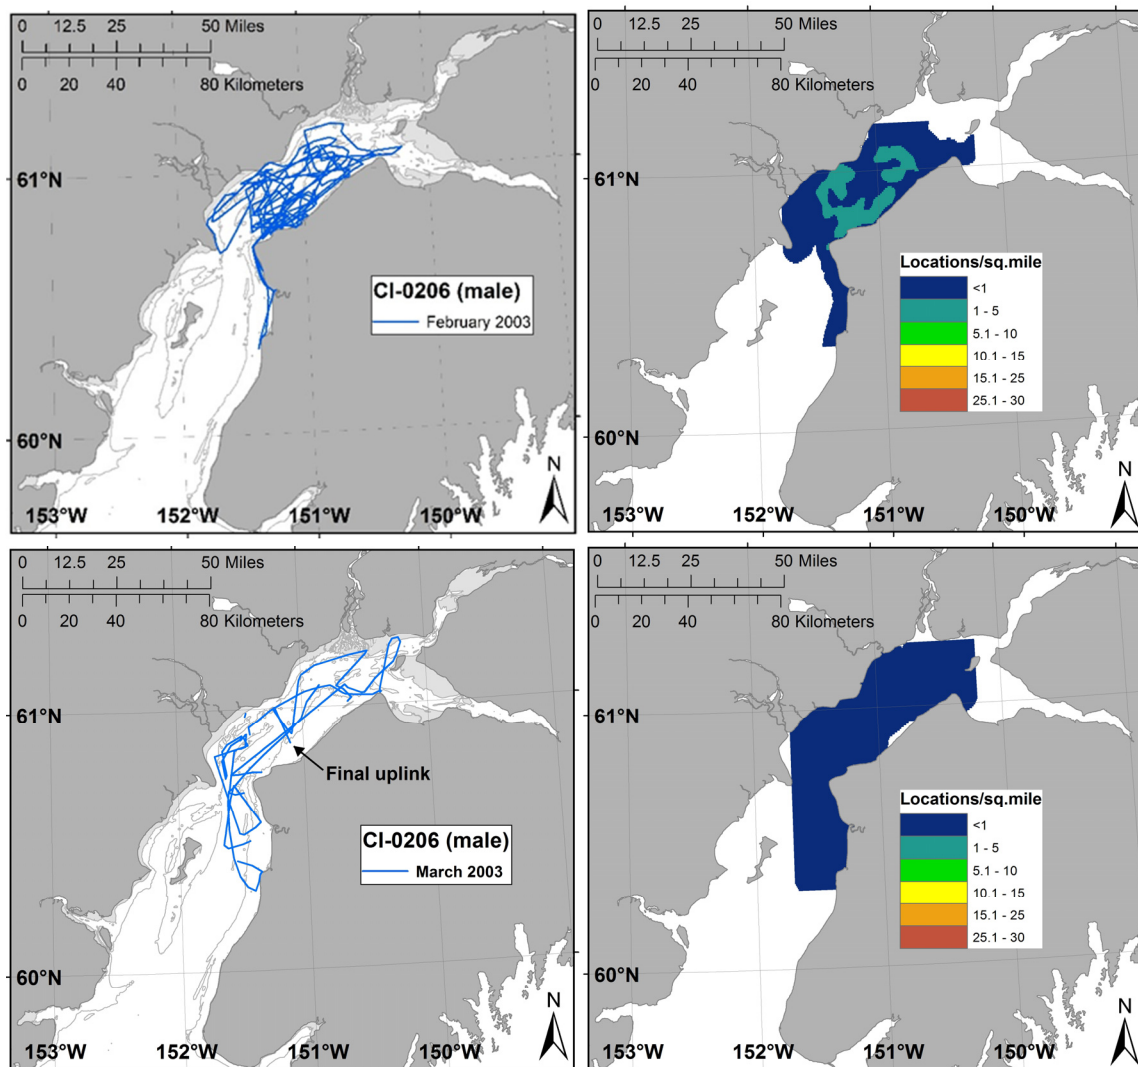 0 12.5 25 50 Miles
0 20 40 80 Kilometers
61°N
CI-0206 (male)
February 2003
60°N
N
153°W 152°W 151°W 150°W
0 12.5 25 50 Miles
0 20 40 80 Kilometers
61°N
Locations/sq.mile
<1
1 - 5
5.1 - 10
10.1 - 15
15.1 - 25
25.1 - 30
60°N
N
153°W 152°W 151°W 150°W
0 12.5 25 50 Miles
0 20 40 80 Kilometers
61°N
Final uplink
CI-0206 (male)
March 2003
60°N
N
153°W 152°W 151°W 150°W
0 12.5 25 50 Miles
0 20 40 80 Kilometers
61°N
Locations/sq.mile
<1
1 - 5
5.1 - 10
10.1 - 15
15.1 - 25
25.1 - 30
60°N
N
153°W 152°W 151°W 150°W